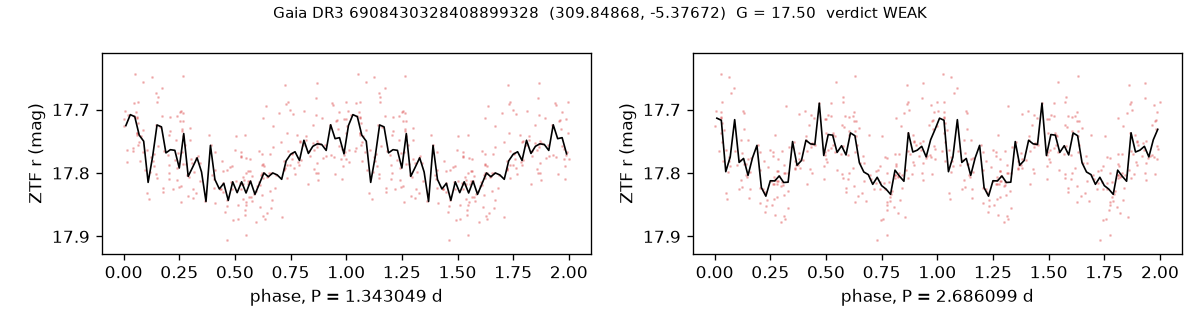 Gaia DR3 6908430328408899328 (309.84868, -5.37672) G = 17.50 verdict WEAK
ZTF r (mag)
17.7
17.8
17.9
0.00 0.25 0.50 0.75 1.00 1.25 1.50 1.75 2.00
phase, P = 1.343049 d
ZTF r (mag)
17.7
17.8
17.9
0.00 0.25 0.50 0.75 1.00 1.25 1.50 1.75 2.00
phase, P = 2.686099 d